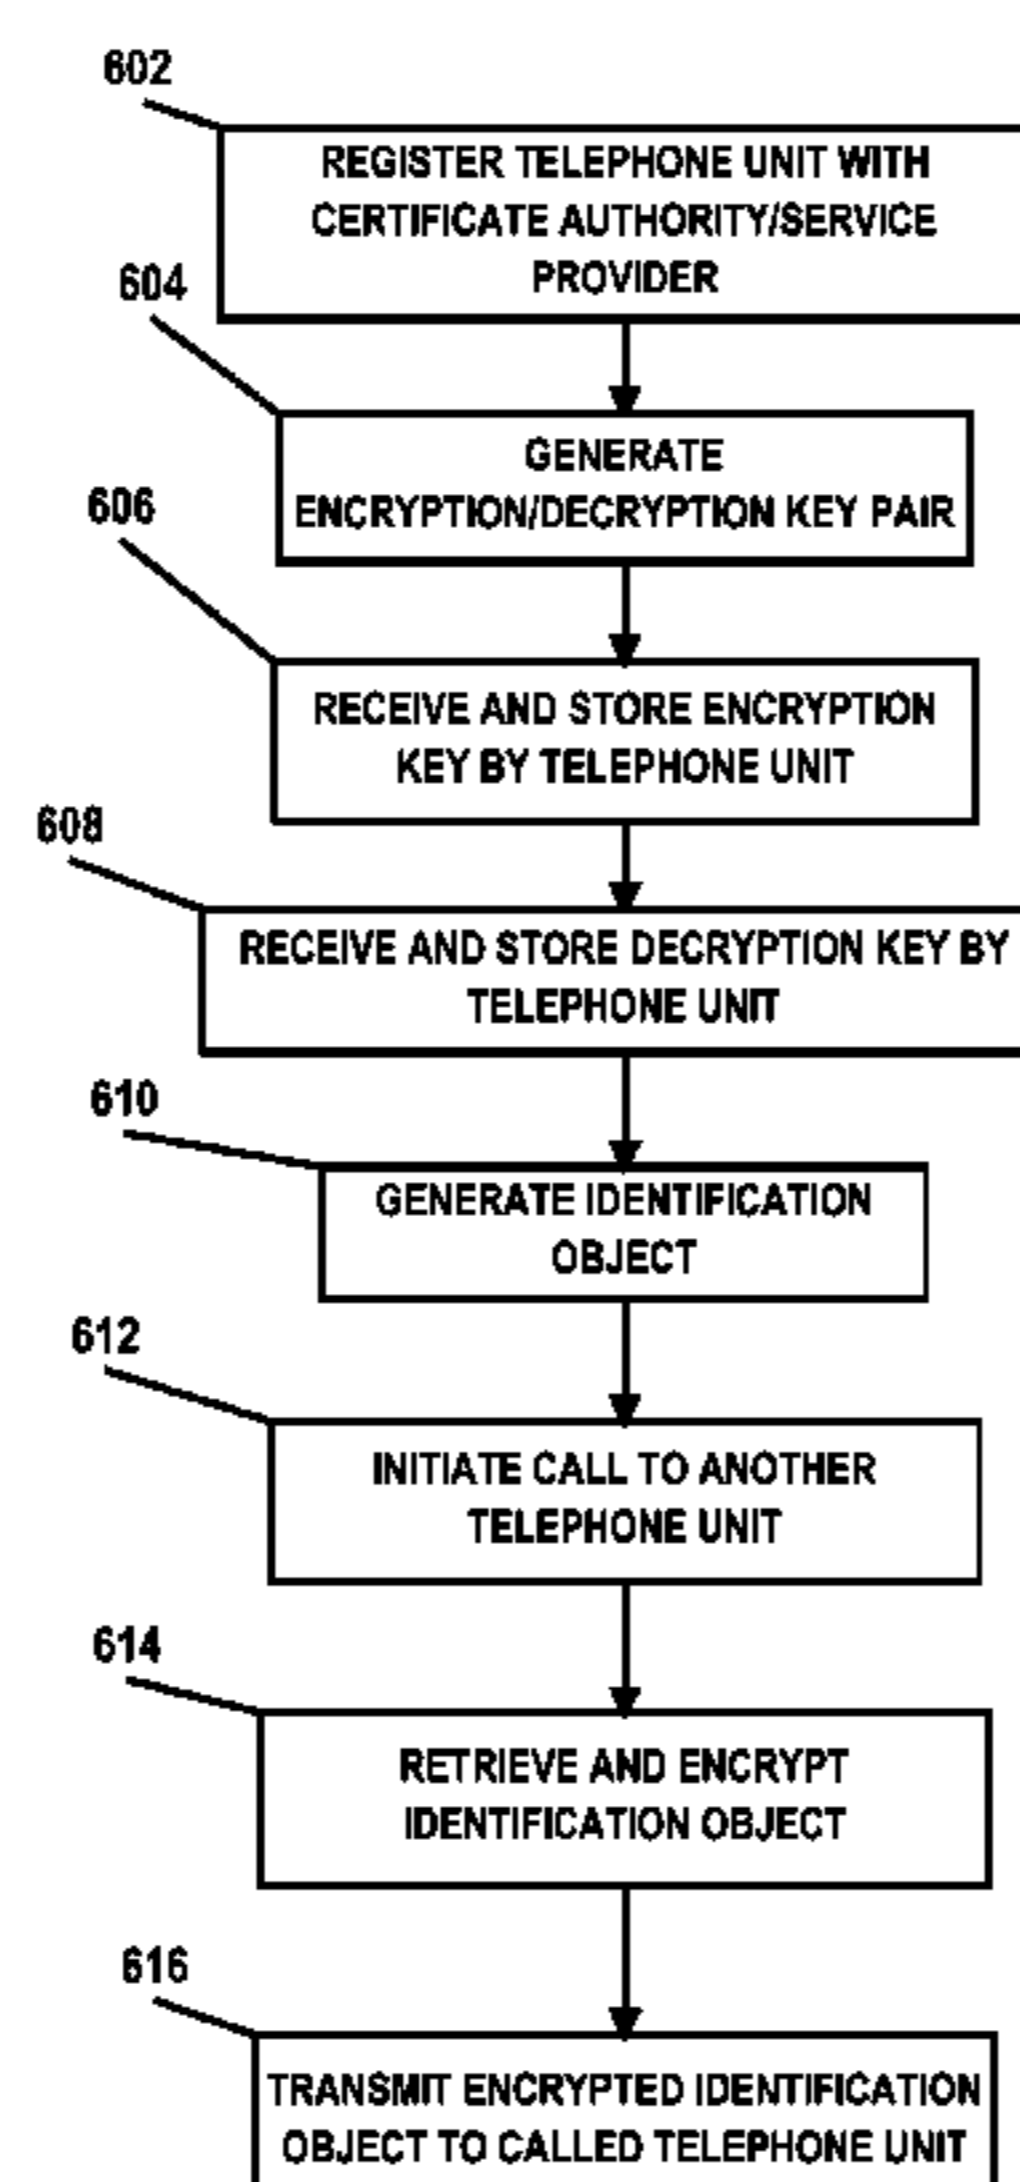 602
REGISTER TELEPHONE UNIT WITH
CERTIFICATE AUTHORITY/SERVICE
PROVIDER
604
GENERATE
ENCRYPTION/DECRYPTION KEY PAIR
606
RECEIVE AND STORE ENCRYPTION
KEY BY TELEPHONE UNIT
608
RECEIVE AND STORE DECRYPTION KEY BY
TELEPHONE UNIT
610
GENERATE IDENTIFICATION
OBJECT
612
INITIATE CALL TO ANOTHER
TELEPHONE UNIT
614
RETRIEVE AND ENCRYPT
IDENTIFICATION OBJECT
616
TRANSMIT ENCRYPTED IDENTIFICATION
OBJECT TO CALLED TELEPHONE UNIT